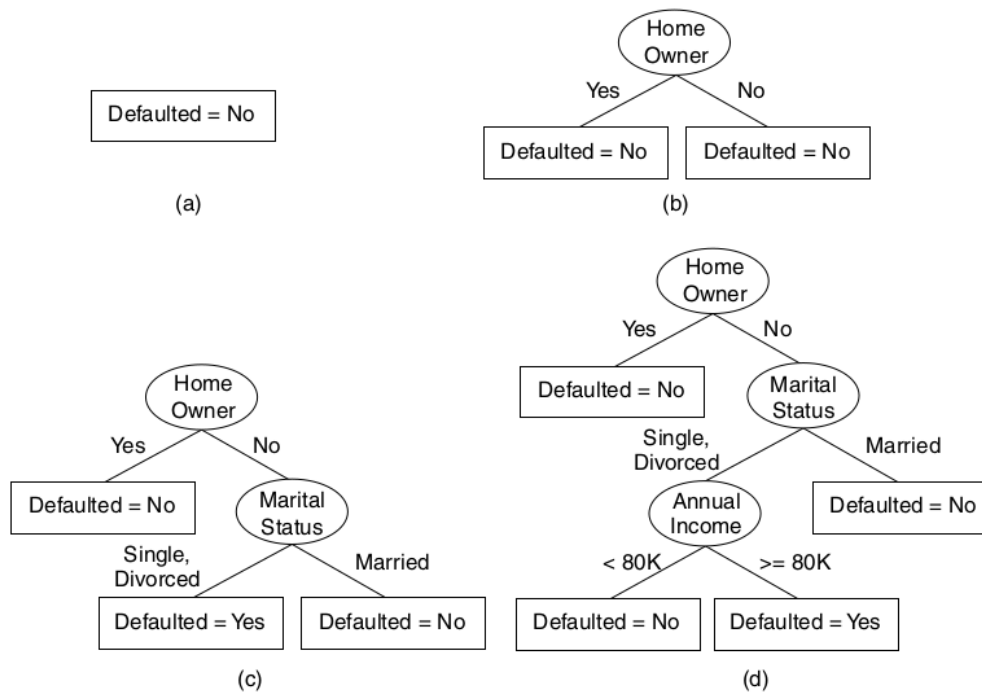 Defaulted = No
(a)
Home
Owner
Yes
No
Defaulted = No
Defaulted = No
(b)
Home
Owner
Yes
No
Defaulted = No
Marital
Status
Single,
Divorced
Married
Defaulted = Yes
Defaulted = No
(c)
Home
Owner
Yes
No
Defaulted = No
Marital
Status
Single,
Divorced
Married
Annual
Income
Defaulted = No
< 80K
>= 80K
Defaulted = No
Defaulted = Yes
(d)